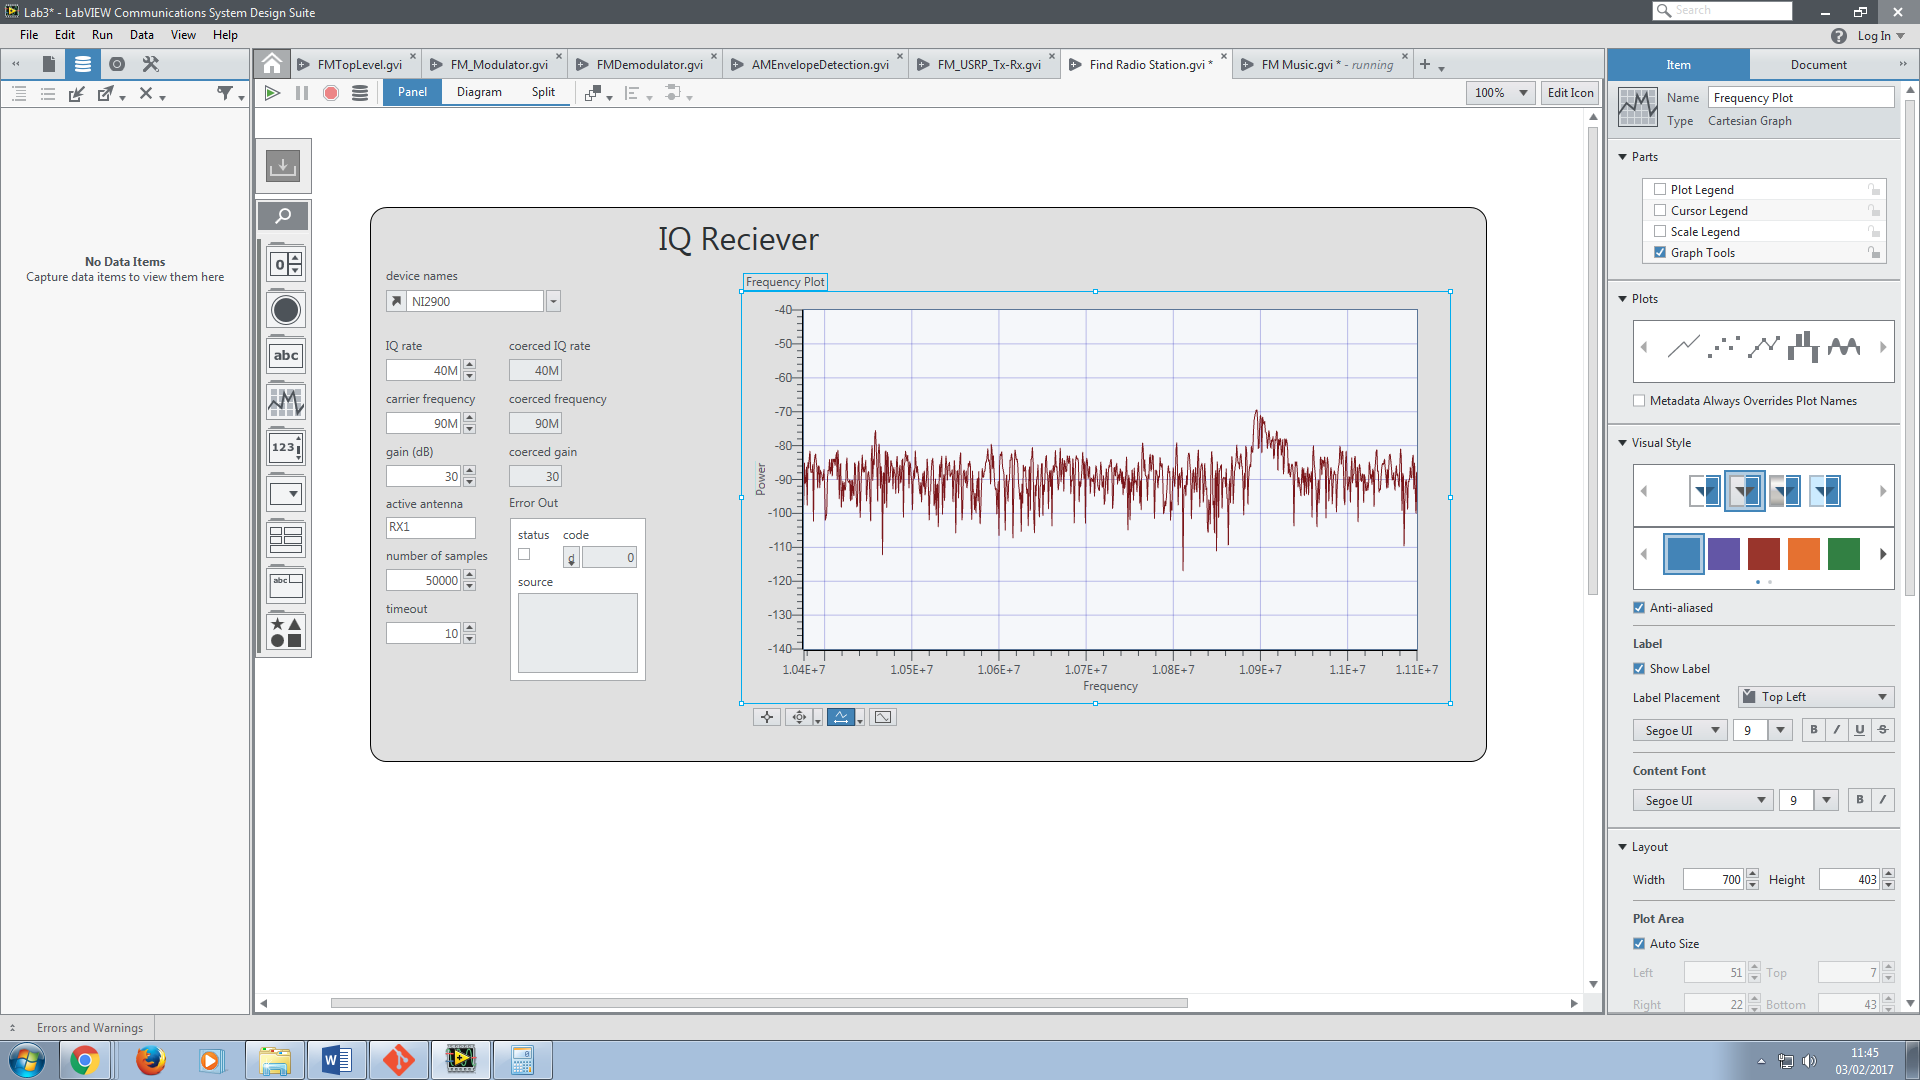 Lab3* - LabVIEW Communications System Design Suite
Search
File Edit Run Data View Help
Log In
FMTopLevel.gvi
FM_Modulator.gvi
FMDemodulator.gvi
AMEnvelopeDetection.gvi
FM_USRP_Tx-Rx.gvi
Find Radio Station.gvi *
FM Music.gvi * - running
Panel Diagram Split
100%
Edit Icon
No Data Items
Capture data items to view them here
IQ Reciever
device names
NI2900
IQ rate
40M
coerced IQ rate
40M
carrier frequency
90M
coerced frequency
90M
gain (dB)
30
coerced gain
30
active antenna
RX1
Error Out
status code
d 0
source
number of samples
50000
timeout
10
Frequency Plot
-40
-50
-60
-70
-80
-90
-100
-110
-120
-130
-140
Power
1.04E+7 1.05E+7 1.06E+7 1.07E+7 1.08E+7 1.09E+7 1.1E+7 1.11E+7
Frequency
0
abc
123
abc
Item Document
Name Frequency Plot
Type Cartesian Graph
Parts
Plot Legend
Cursor Legend
Scale Legend
Graph Tools
Plots
Metadata Always Overrides Plot Names
Visual Style
Anti-aliased
Label
Show Label
Label Placement Top Left
Segoe UI 9 B I U S
Content Font
Segoe UI 9 B I
Layout
Width 700 Height 403
Plot Area
Auto Size
Left 51 Top 7
Right 22 Bottom 43
Errors and Warnings
11:45
03/02/2017